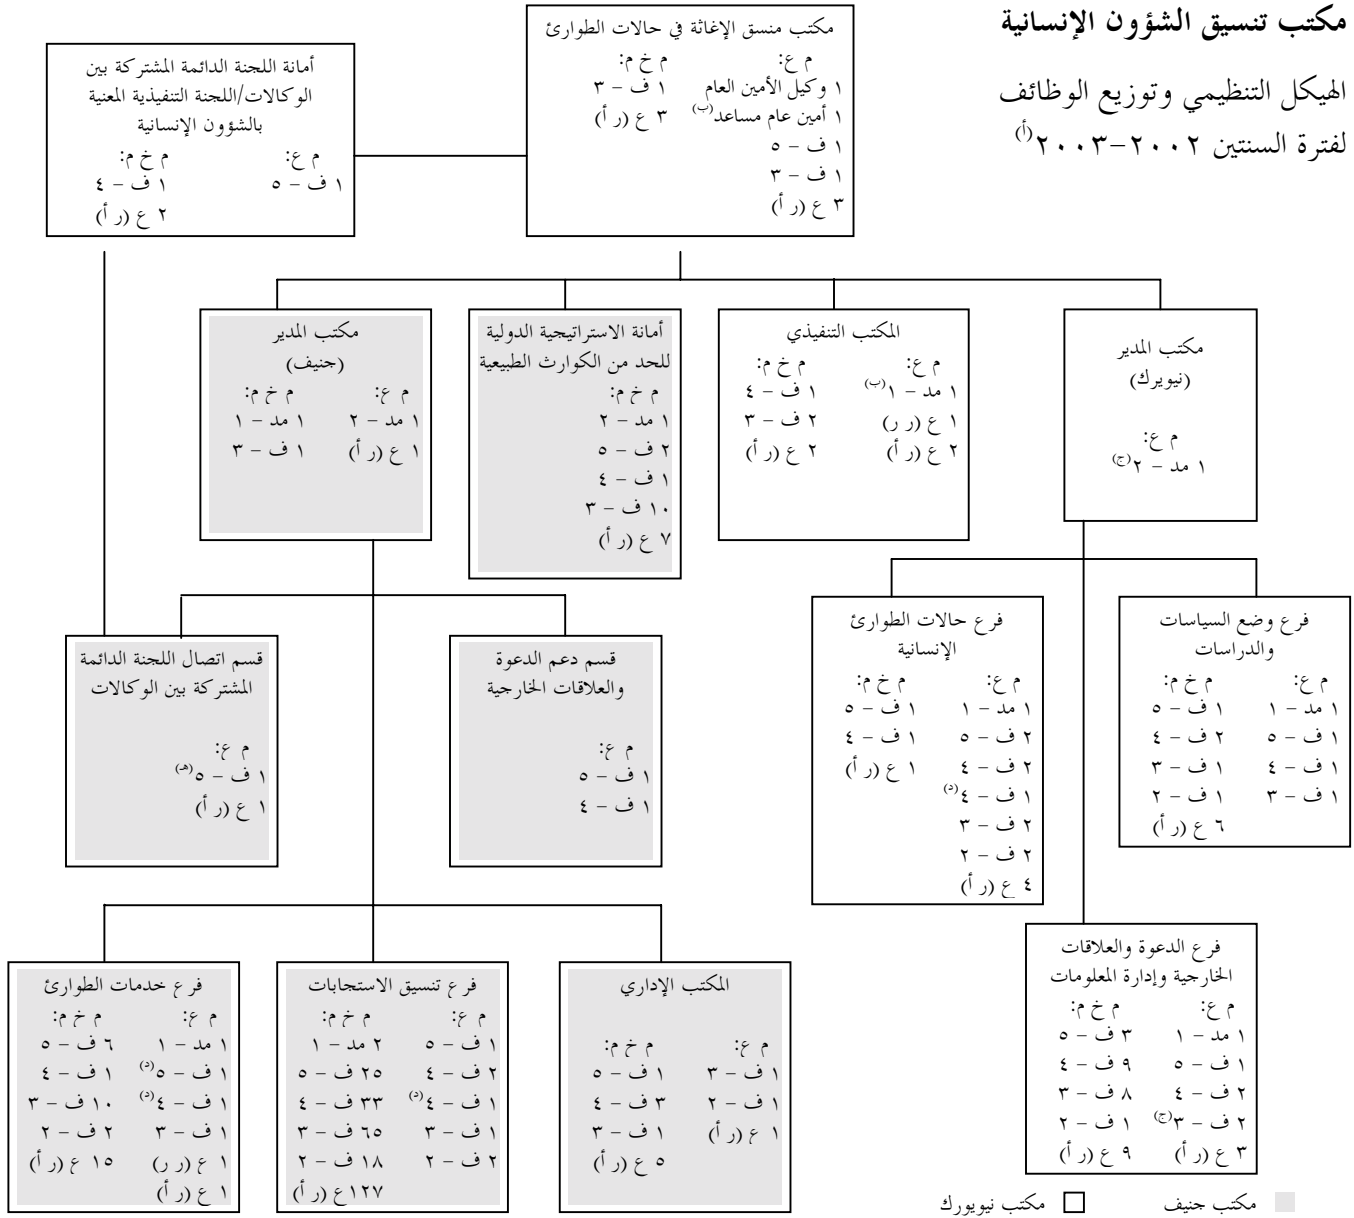 مكتب تنسيق الشؤون الإنسانية
الهيكل التنظيمي وتوزيع الوظائف
لفترة السنتين ٢٠٠٢-٢٠٠٣(أ)
مكتب منسق الإغاثة في حالات الطوارئ
م ع: م خ م:
١ وكيل الأمين العام ١ ف – ٣
١ أمين عام مساعد(ب) ٣ ع (ر أ)
١ ف – ٥
١ ف – ٣
٣ ع (ر أ)
أمانة اللجنة الدائمة المشتركة بين
الوكالات/اللجنة التنفيذية المعنية
بالشؤون الإنسانية
م ع: م خ م:
١ ف – ٥ ١ ف – ٤
٢ ع (ر أ)
مكتب المدير
(نيويرك)
م ع:
١ مد – ٢(ج)
المكتب التنفيذي
م ع: م خ م:
١ مد – ١(ب) ١ ف – ٤
١ ع (ر ر) ٢ ف – ٣
٢ ع (ر أ) ٢ ع (ر أ)
أمانة الاستراتيجية الدولية
للحد من الكوارث الطبيعية
م خ م:
١ مد – ٢
٢ ف – ٥
١ ف – ٤
١٠ ف – ٣
٧ ع (ر أ)
مكتب المدير
(جنيف)
م ع: م خ م:
١ مد – ٢ ١ مد – ١
١ ع (ر أ) ١ ف – ٣
فرع وضع السياسات
والدراسات
م ع: م خ م:
١ مد – ١ ١ ف – ٥
١ ف – ٥ ٢ ف – ٤
١ ف – ٤ ١ ف – ٣
١ ف – ٣ ١ ف – ٢
٦ ع (ر أ)
فرع حالات الطوارئ
الإنسانية
م ع: م خ م:
١ مد – ١ ١ ف – ٥
٢ ف – ٥ ١ ف – ٤
٢ ف – ٤ ١ ع (ر أ)
١ ف – ٤(د)
٢ ف – ٣
٢ ف – ٢
٤ ع (ر أ)
قسم دعم الدعوة
والعلاقات الخارجية
م ع:
١ ف – ٥
١ ف – ٤
قسم اتصال اللجنة الدائمة
المشتركة بين الوكالات
م ع:
١ ف – ٥(هـ)
١ ع (ر أ)
فرع الدعوة والعلاقات
الخارجية وإدارة المعلومات
م ع: م خ م:
١ مد – ١ ٣ ف – ٥
١ ف – ٥ ٩ ف – ٤
٢ ف – ٤ ٨ ف – ٣
٢ ف – ٣(ج) ١ ف – ٢
٣ ع (ر أ) ٩ ع (ر أ)
المكتب الإداري
م ع: م خ م:
١ ف – ٣ ١ ف – ٥
١ ف – ٢ ٣ ف – ٤
١ ع (ر أ) ١ ف – ٣
٥ ع (ر أ)
فرع تنسيق الاستجابات
م ع: م خ م:
١ ف – ٥ ٢ مد – ١
٢ ف – ٤ ٢٥ ف – ٥
١ ف – ٤(د) ٣٣ ف – ٤
١ ف – ٣ ٦٥ ف – ٣
٢ ف – ٢ ١٨ ف – ٢
١٢٧ع (ر أ)
فرع خدمات الطوارئ
م ع: م خ م:
١ مد – ١ ٦ ف – ٥
١ ف – ٥(د) ١ ف – ٤
١ ف – ٤(د) ١٠ ف – ٣
١ ف – ٣ ٢ ف – ٢
١ ع (ر ر) ١٥ ع (ر أ)
١ ع (ر أ)
مكتب جنيف مكتب نيويورك